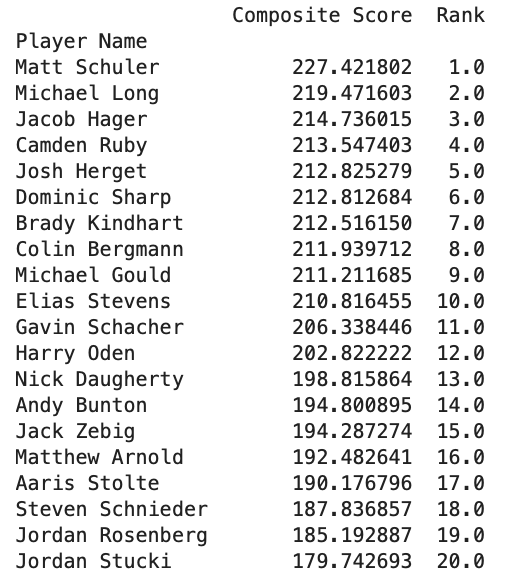 Composite Score Rank
Player Name
Matt Schuler 227.421802 1.0
Michael Long 219.471603 2.0
Jacob Hager 214.736015 3.0
Camden Ruby 213.547403 4.0
Josh Herget 212.825279 5.0
Dominic Sharp 212.812684 6.0
Brady Kindhart 212.516150 7.0
Colin Bergmann 211.939712 8.0
Michael Gould 211.211685 9.0
Elias Stevens 210.816455 10.0
Gavin Schacher 206.338446 11.0
Harry Oden 202.822222 12.0
Nick Daugherty 198.815864 13.0
Andy Bunton 194.800895 14.0
Jack Zebig 194.287274 15.0
Matthew Arnold 192.482641 16.0
Aaris Stolte 190.176796 17.0
Steven Schnieder 187.836857 18.0
Jordan Rosenberg 185.192887 19.0
Jordan Stucki 179.742693 20.0